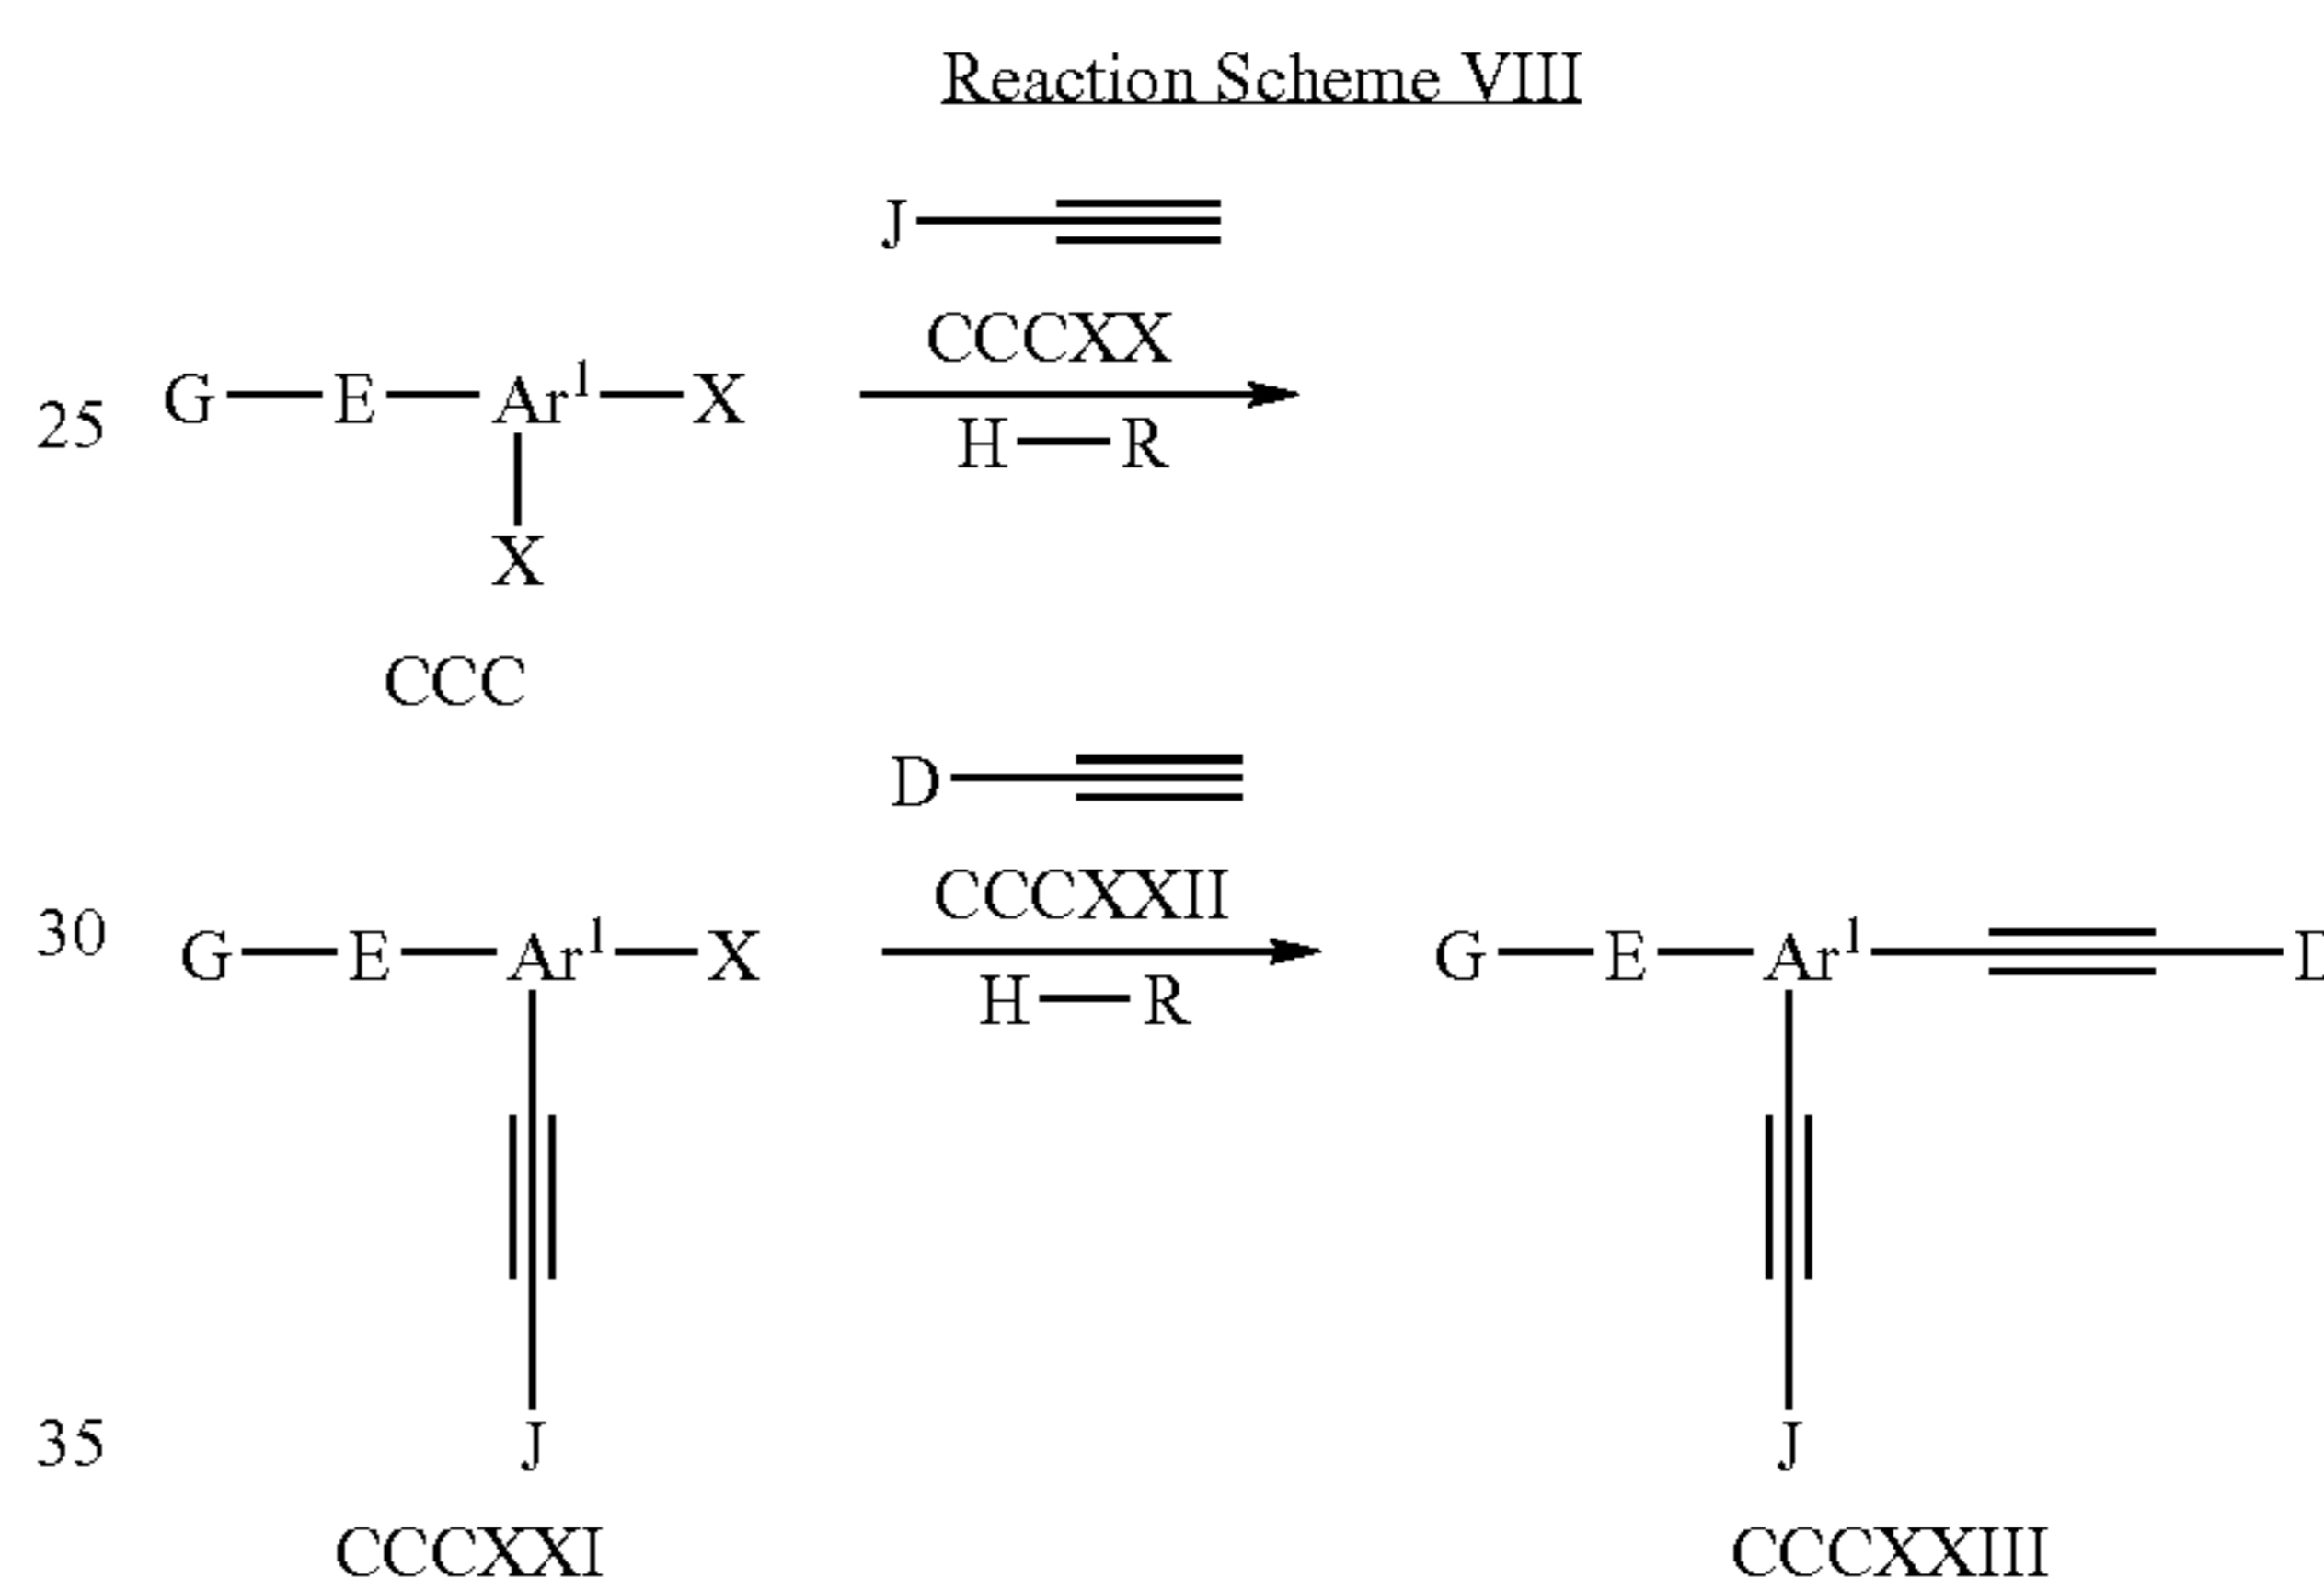 Reaction Scheme VIII
J
CCCXX
25 G E Ar1 X
H R
X
CCC
D
CCCXXII
30 G E Ar1 X
H R
G E Ar1 D
35 J
J
CCCXXI
CCCXXIII